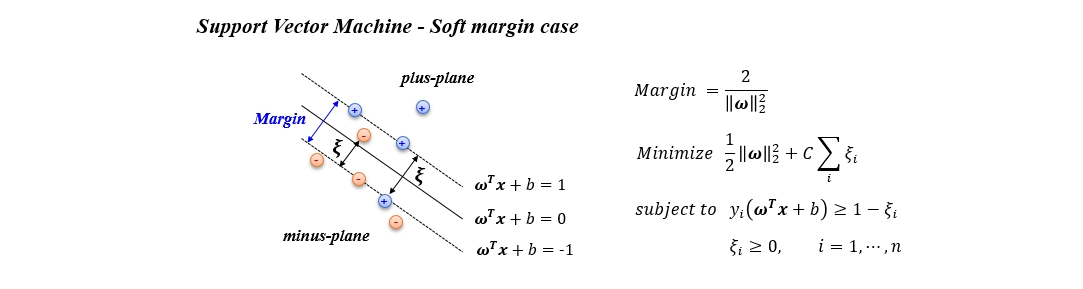 Support Vector Machine - Soft margin case
plus-plane
Margin
ξ
ξ
+
+
+
+
-
-
-
-
-
minus-plane
ωᵀx + b = 1
ωᵀx + b = 0
ωᵀx + b = -1
Margin = 2 / ‖ω‖₂²
Minimize 1/2 ‖ω‖₂² + C ∑ᵢ ξᵢ
subject to yᵢ(ωᵀx + b) ≥ 1 − ξᵢ
ξᵢ ≥ 0, i = 1, ⋯, n